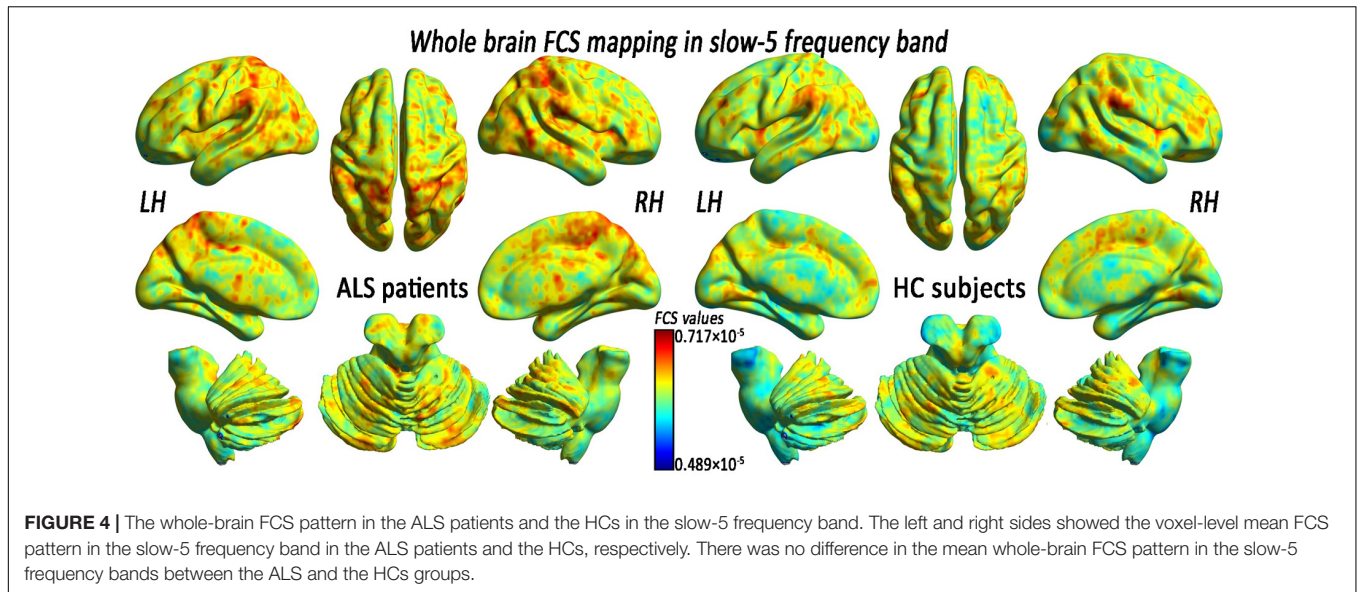 Whole brain FCS mapping in slow-5 frequency band
LH
RH
LH
RH
ALS patients
HC subjects
FCS values
0.717×10⁻⁵
0.489×10⁻⁵
FIGURE 4 | The whole-brain FCS pattern in the ALS patients and the HCs in the slow-5 frequency band. The left and right sides showed the voxel-level mean FCS
pattern in the slow-5 frequency band in the ALS patients and the HCs, respectively. There was no difference in the mean whole-brain FCS pattern in the slow-5
frequency bands between the ALS and the HCs groups.